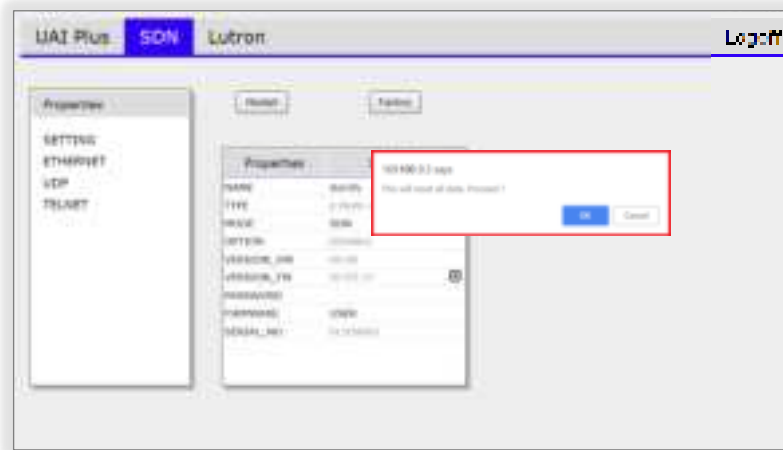 UAI Plus SDN Lutron Logoff
Properties
SETTING
ETHERNET
UDP
TELNET
Restart Factory
Properties
NAME
TYPE
MODE SDN
OPTION
VERSION_HW
VERSION_FW
PASSWORD
FIRMWARE USER
SERIAL_NO
says
This will reset all data. Proceed ?
OK Cancel